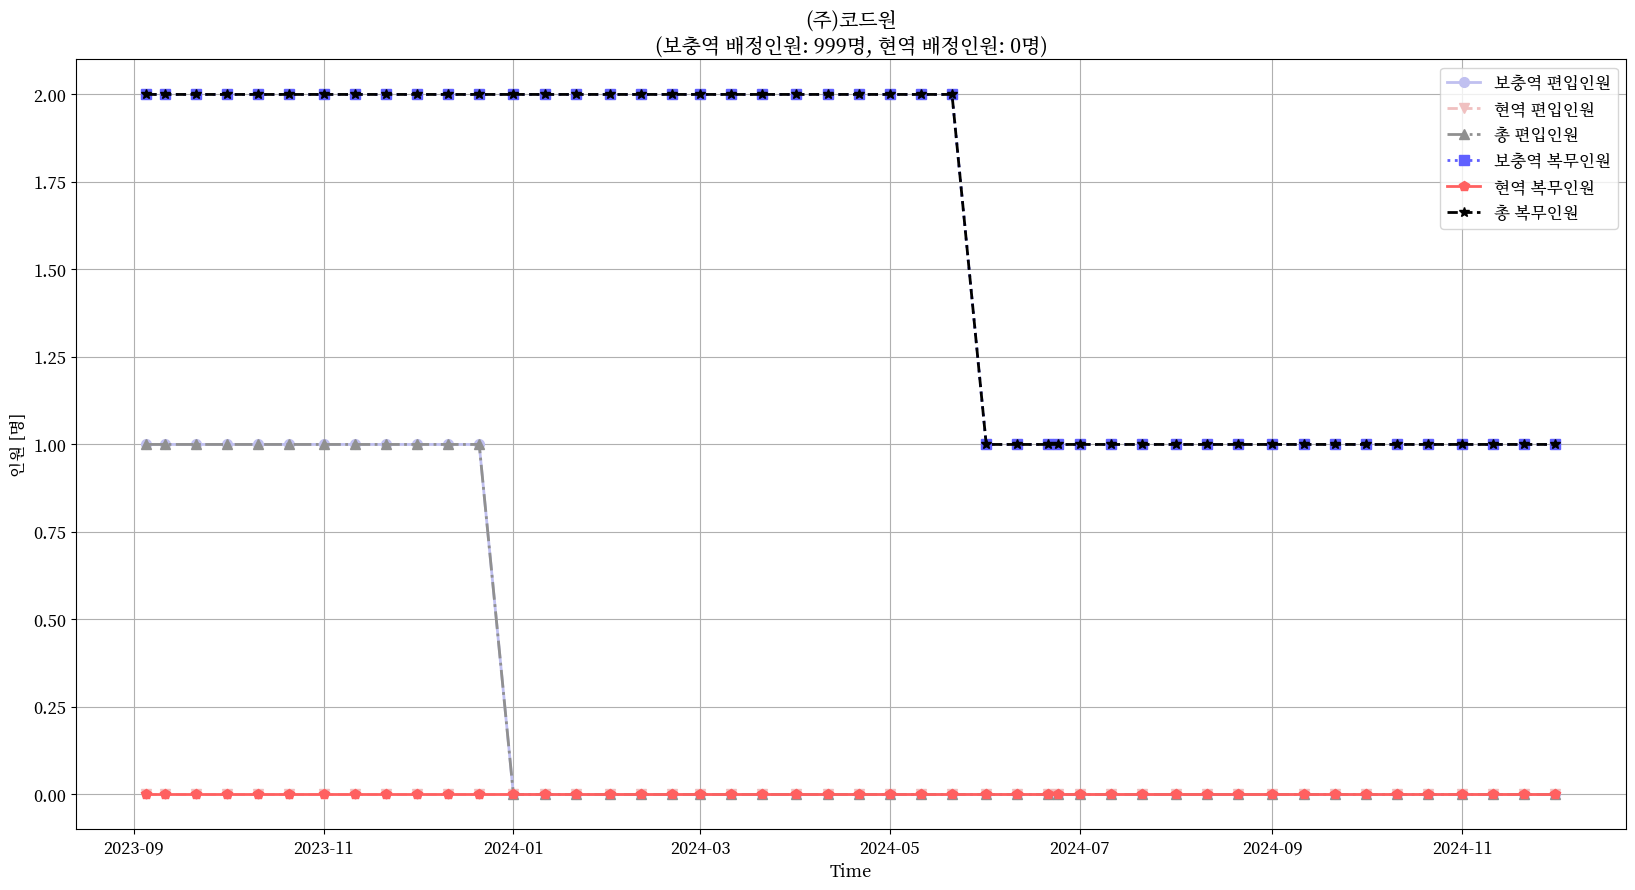 (주)코드원
(보충역 배정인원: 999명, 현역 배정인원: 0명)
보충역 편입인원
현역 편입인원
총 편입인원
보충역 복무인원
현역 복무인원
총 복무인원
인원 [명]
2.00
1.75
1.50
1.25
1.00
0.75
0.50
0.25
0.00
2023-09
2023-11
2024-01
2024-03
2024-05
2024-07
2024-09
2024-11
Time